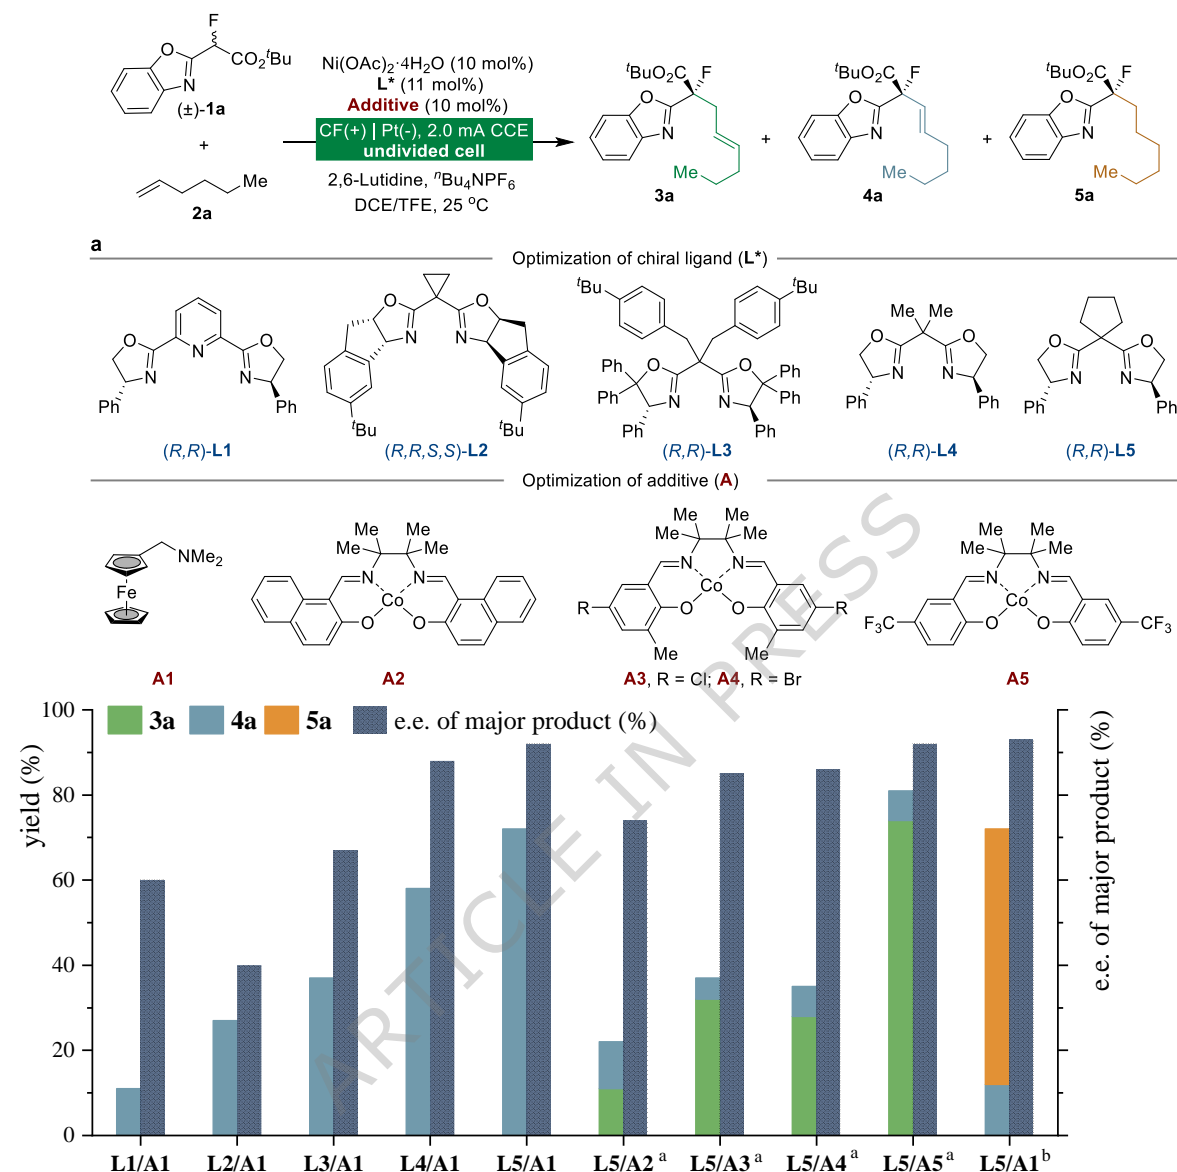 F
O
N
CO2tBu
(±)-1a
+
Me
2a
Ni(OAc)2·4H2O (10 mol%)
L* (11 mol%)
Additive (10 mol%)
CF(+) | Pt(-), 2.0 mA CCE
undivided cell
2,6-Lutidine, nBu4NPF6
DCE/TFE, 25 oC
tBuO2C F
O
N
Me
3a
+
tBuO2C F
O
N
Me
4a
+
tBuO2C F
O
N
Me
5a
a
Optimization of chiral ligand (L*)
O N N O N
Ph Ph
(R,R)-L1
O O
N N
tBu tBu
(R,R,S,S)-L2
tBu tBu
Ph O O Ph
Ph N N Ph
Ph Ph
(R,R)-L3
Me Me
O O
N N
Ph Ph
(R,R)-L4
O O
N N
Ph Ph
(R,R)-L5
Optimization of additive (A)
NMe2
Fe
A1
Me Me
Me Me
N N
Co
O O
A2
Me Me
Me Me
N N
Co
R O O R
Me Me
A3, R = Cl; A4, R = Br
Me Me
Me Me
N N
Co
F3C O O CF3
A5
ARTICLE IN PRESS
3a 4a 5a e.e. of major product (%)
yield (%)
100
80
60
40
20
0
e.e. of major product (%)
L1/A1 L2/A1 L3/A1 L4/A1 L5/A1 L5/A2 a L5/A3 a L5/A4 a L5/A5 a L5/A1 b